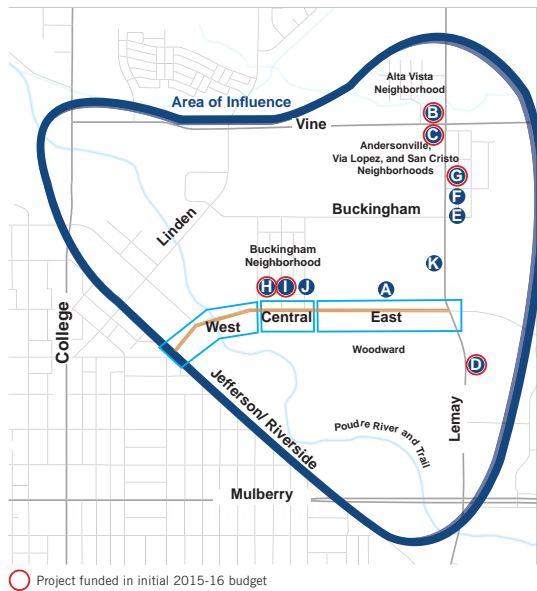 Alta Vista
Neighborhood
Area of Influence
B
Vine
C
Andersonville,
Via Lopez, and San Cristo
Neighborhoods
G
F
Buckingham
E
Linden
Buckingham
Neighborhood
K
H I J
A
College
West
Central
East
Woodward
D
Jefferson/ Riverside
Lemay
Poudre River and Trail
Mulberry
Project funded in initial 2015-16 budget